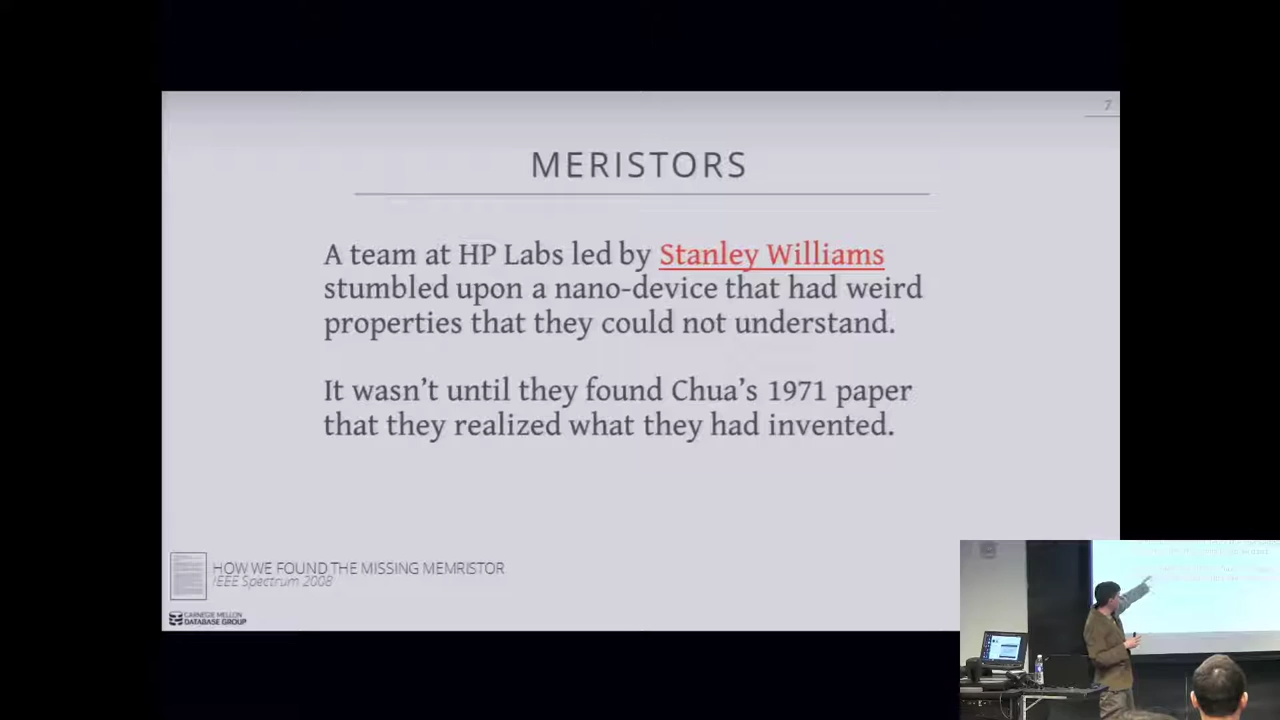 7
MERISTORS
A team at HP Labs led by Stanley Williams
stumbled upon a nano-device that had weird
properties that they could not understand.
It wasn't until they found Chua's 1971 paper
that they realized what they had invented.
HOW WE FOUND THE MISSING MEMRISTOR
IEEE Spectrum 2008
CARNEGIE MELLON
DATABASE GROUP